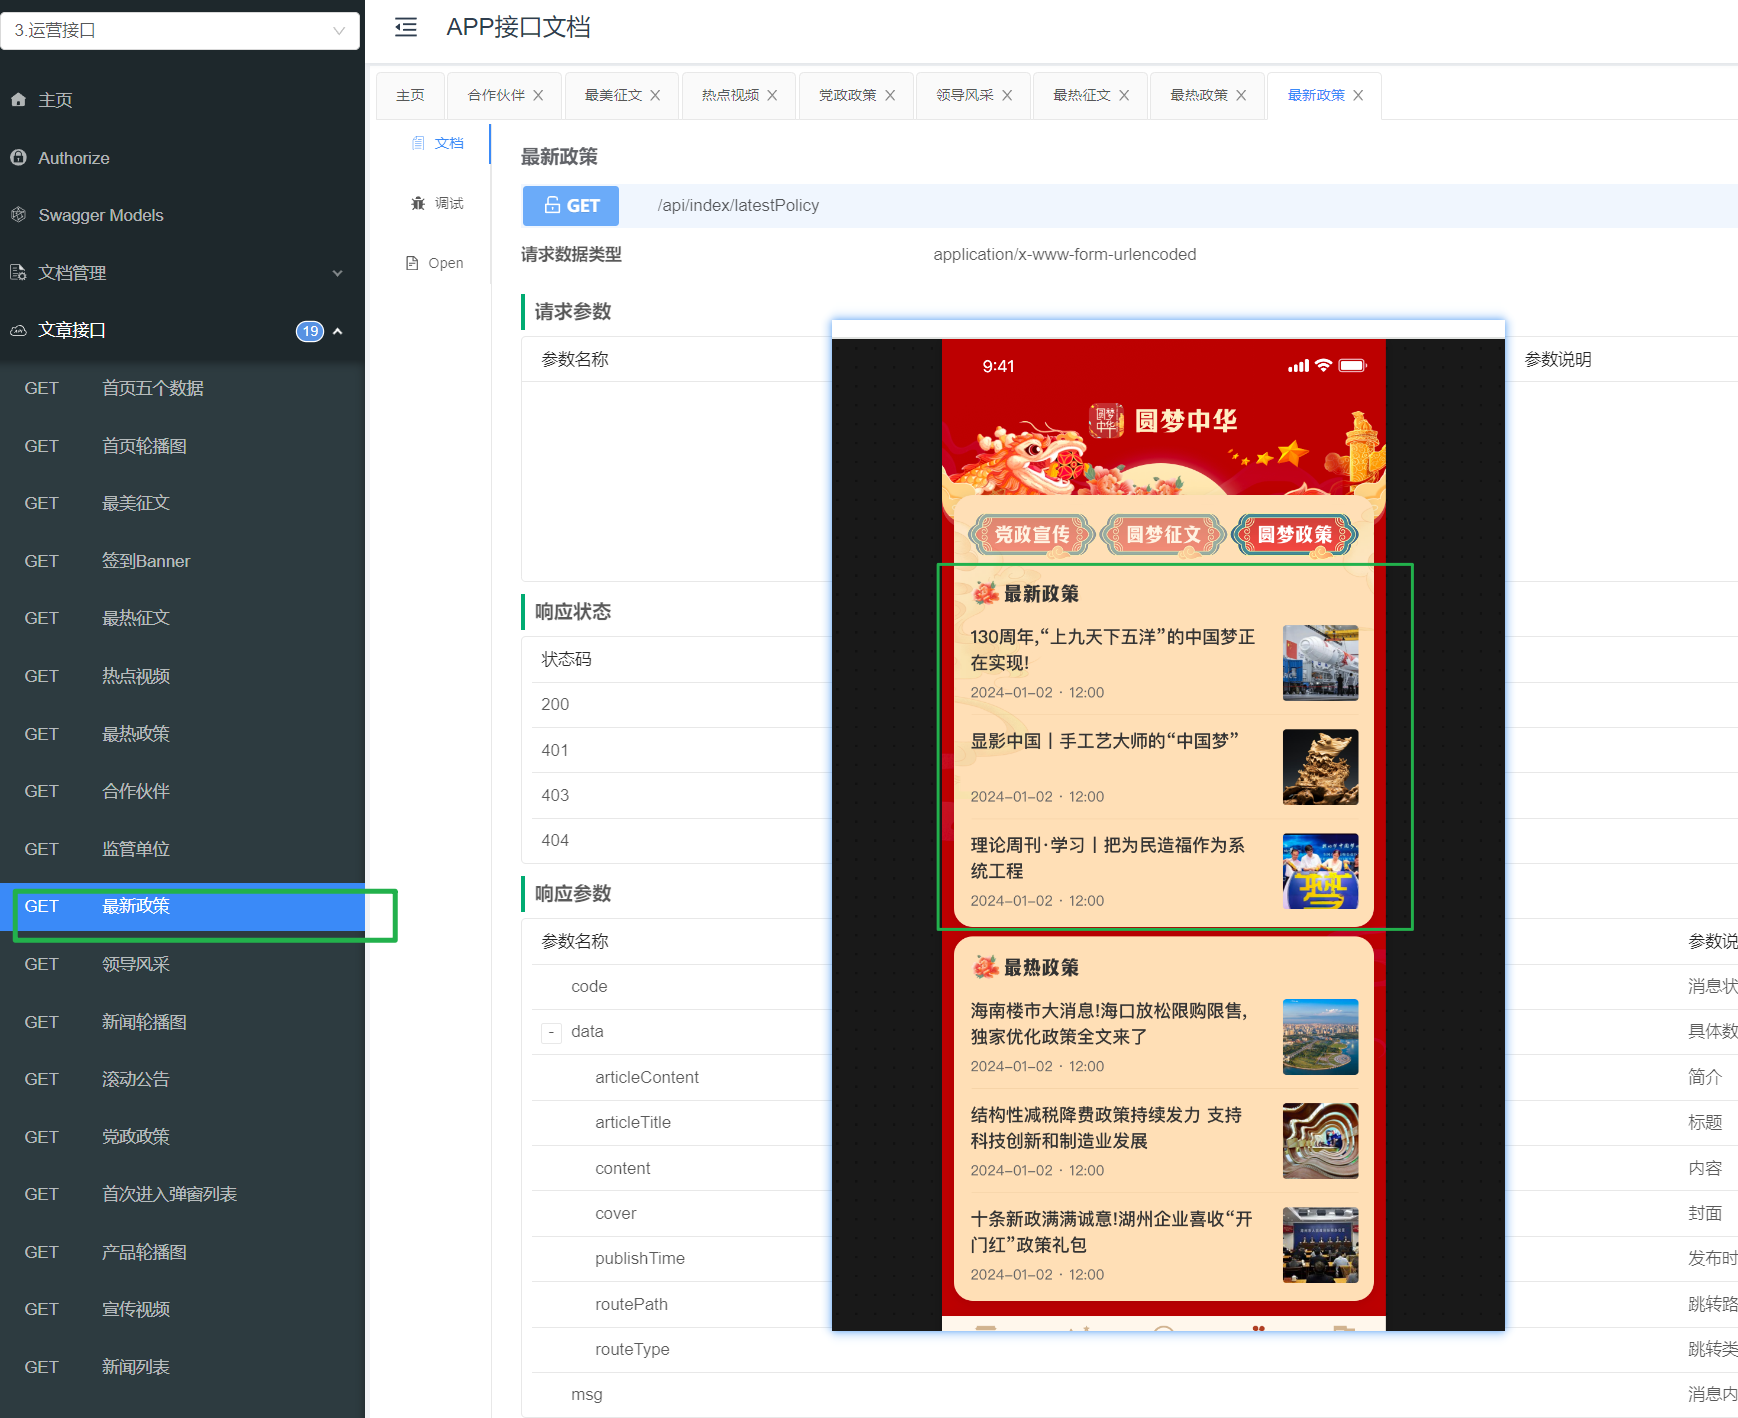 3.运营接口
主页
Authorize
Swagger Models
文档管理
文章接口 19
GET 首页五个数据
GET 首页轮播图
GET 最美征文
GET 签到Banner
GET 最热征文
GET 热点视频
GET 最热政策
GET 合作伙伴
GET 监管单位
GET 最新政策
GET 领导风采
GET 新闻轮播图
GET 滚动公告
GET 党政政策
GET 首次进入弹窗列表
GET 产品轮播图
GET 宣传视频
GET 新闻列表
APP接口文档
主页 合作伙伴 最美征文 热点视频 党政政策 领导风采 最热征文 最热政策 最新政策
文档
调试
Open
最新政策
GET /api/index/latestPolicy
请求数据类型 application/x-www-form-urlencoded
请求参数
参数名称 参数说明
响应状态
状态码
200
401
403
404
响应参数
参数名称 参数说
code 消息状
- data 具体数
articleContent 简介
articleTitle 标题
content 内容
cover 封面
publishTime 发布时
routePath 跳转路
routeType 跳转类
msg 消息内
9:41
圆梦中华 圆梦中华
党政宣传 圆梦征文 圆梦政策
最新政策
130周年,“上九天下五洋”的中国梦正
在实现!
2024-01-02 · 12:00
显影中国丨手工艺大师的“中国梦”
2024-01-02 · 12:00
理论周刊·学习丨把为民造福作为系
统工程
2024-01-02 · 12:00
梦
最热政策
海南楼市大消息!海口放松限购限售,
独家优化政策全文来了
2024-01-02 · 12:00
结构性减税降费政策持续发力 支持
科技创新和制造业发展
2024-01-02 · 12:00
十条新政满满诚意!湖州企业喜收“开
门红”政策礼包
2024-01-02 · 12:00